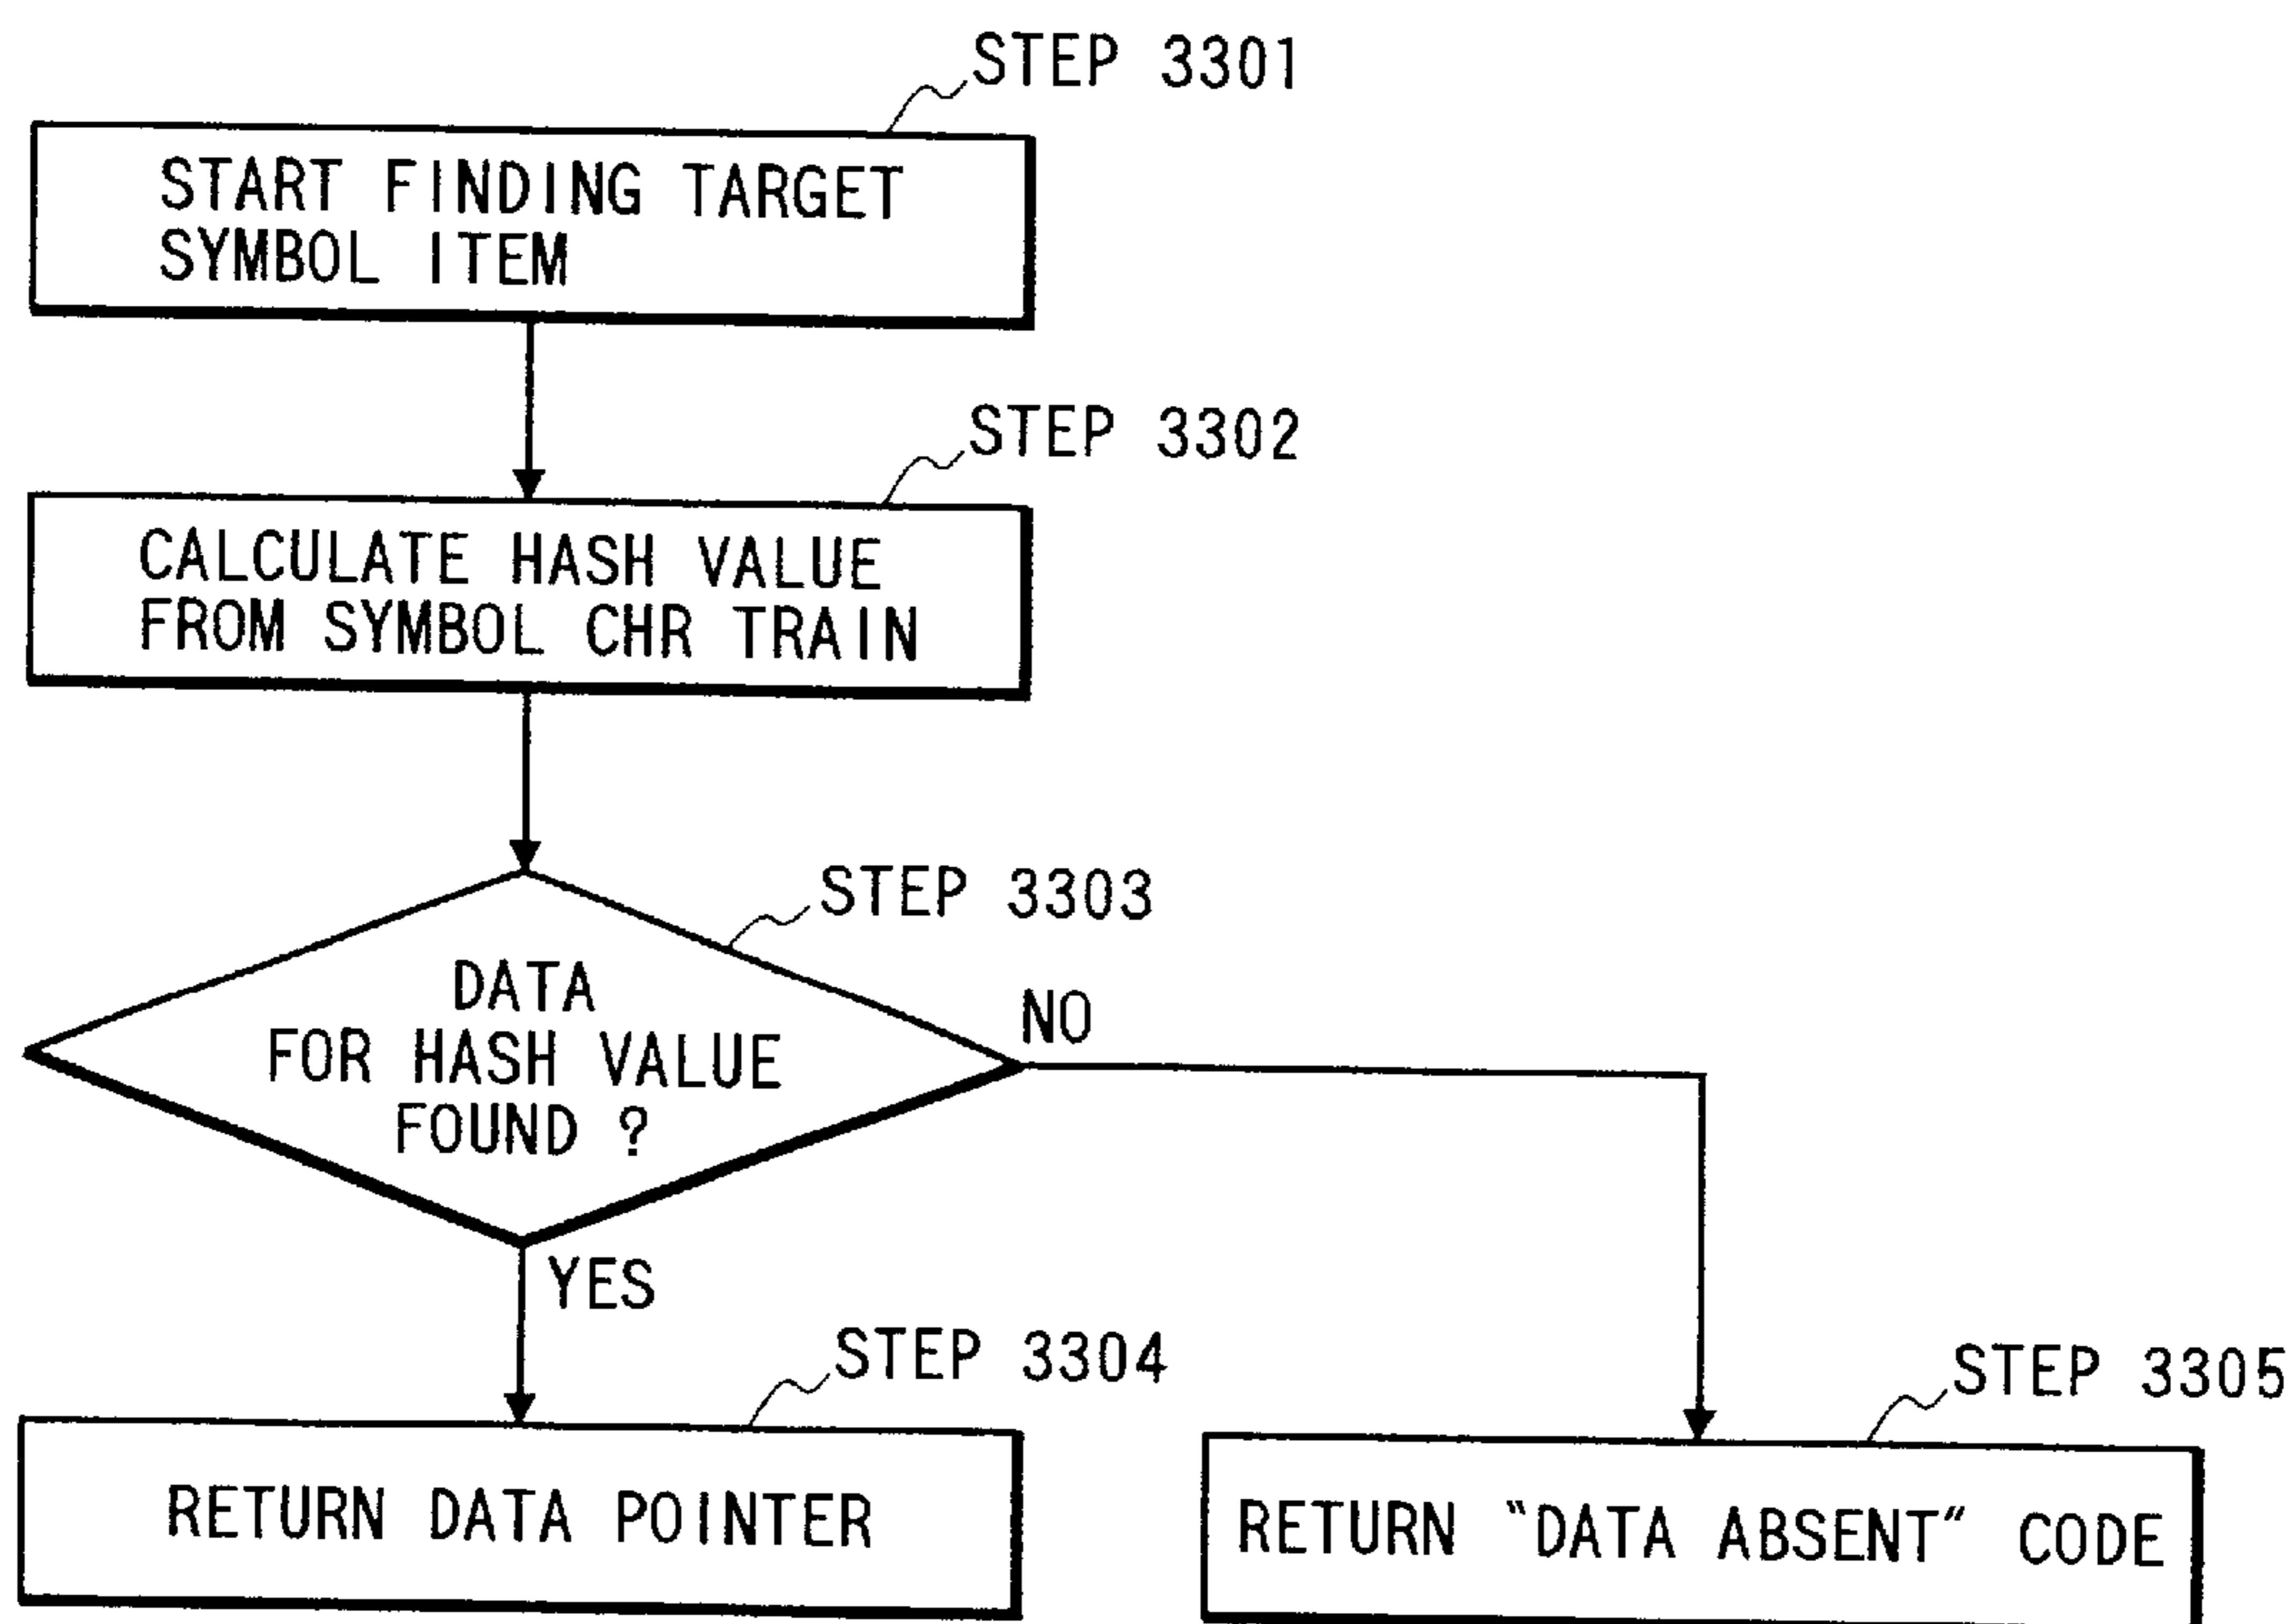 STEP 3301
START FINDING TARGET
SYMBOL ITEM
STEP 3302
CALCULATE HASH VALUE
FROM SYMBOL CHR TRAIN
STEP 3303
DATA
FOR HASH VALUE
FOUND ?
NO
YES
STEP 3304
RETURN DATA POINTER
STEP 3305
RETURN "DATA ABSENT" CODE